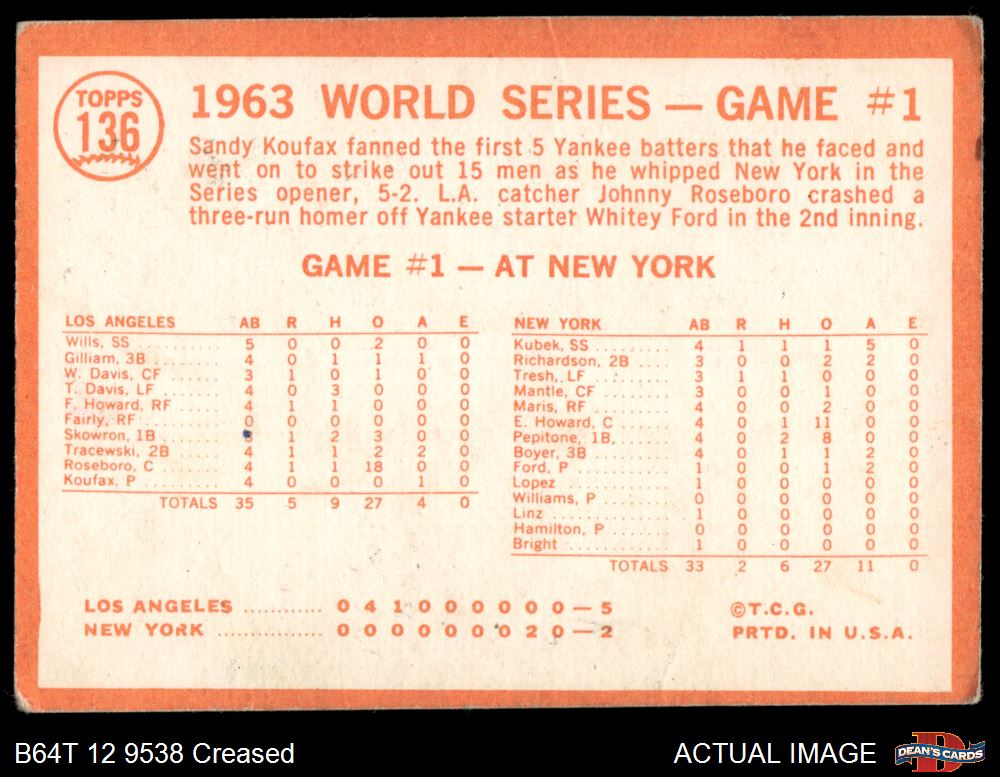 TOPPS
136
1963 WORLD SERIES — GAME #1
Sandy Koufax fanned the first 5 Yankee batters that he faced and
went on to strike out 15 men as he whipped New York in the
Series opener, 5-2. L.A. catcher Johnny Roseboro crashed a
three-run homer off Yankee starter Whitey Ford in the 2nd inning.
GAME #1 — AT NEW YORK
LOS ANGELES AB R H O A E
Wills, SS 5 0 0 2 0 0
Gilliam, 3B 4 0 1 1 1 0
W. Davis, CF 3 1 0 1 0 0
T. Davis, LF 4 0 3 0 0 0
F. Howard, RF 4 1 1 0 0 0
Fairly, RF 0 0 0 0 0 0
Skowron, 1B 1 2 3 0 0
Tracewski, 2B 4 1 1 2 2 0
Roseboro, C 4 1 1 18 0 0
Koufax, P 4 0 0 0 1 0
TOTALS 35 5 9 27 4 0
NEW YORK AB R H O A E
Kubek, SS 4 1 1 1 5 0
Richardson, 2B 3 0 0 2 2 0
Tresh, LF 3 1 1 0 0 0
Mantle, CF 3 0 0 1 0 0
Maris, RF 4 0 0 2 0 0
E. Howard, C 4 0 1 11 0 0
Pepitone, 1B, 4 0 2 8 0 0
Boyer, 3B 4 0 1 1 2 0
Ford, P 1 0 0 1 2 0
Lopez 1 0 0 0 0 0
Williams, P 0 0 0 0 0 0
Linz 1 0 0 0 0 0
Hamilton, P 0 0 0 0 0 0
Bright 1 0 0 0 0 0
TOTALS 33 2 6 27 11 0
LOS ANGELES ............ 0 4 1 0 0 0 0 0 0 — 5
NEW YORK ................ 0 0 0 0 0 0 0 2 0 — 2
©T.C.G.
PRTD. IN U.S.A.
B64T 12 9538 Creased
ACTUAL IMAGE
DEAN'S CARDS